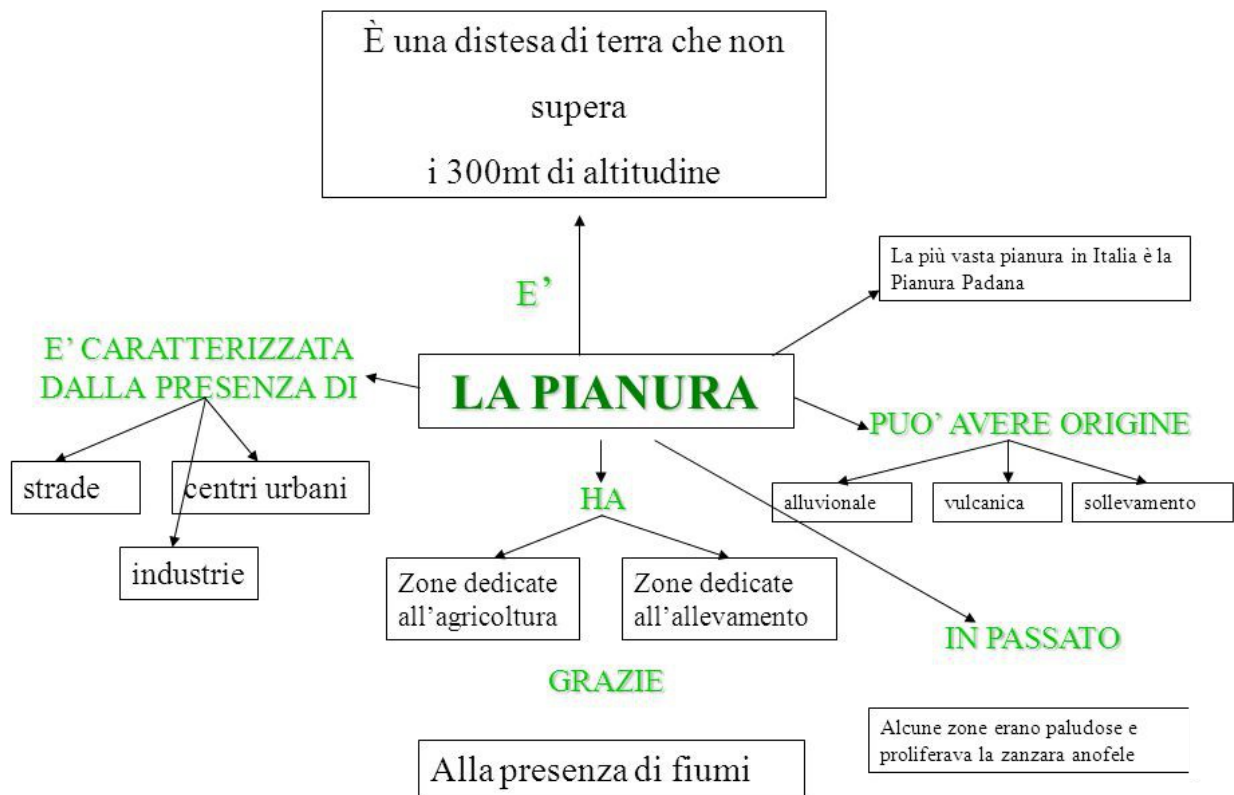 È una distesa di terra che non
supera
i 300mt di altitudine
La più vasta pianura in Italia è la
Pianura Padana
E’
E’ CARATTERIZZATA
DALLA PRESENZA DI
LA PIANURA
PUO’ AVERE ORIGINE
strade
centri urbani
industrie
alluvionale
vulcanica
sollevamento
HA
Zone dedicate
all’agricoltura
Zone dedicate
all’allevamento
IN PASSATO
GRAZIE
Alcune zone erano paludose e
proliferava la zanzara anofele
Alla presenza di fiumi